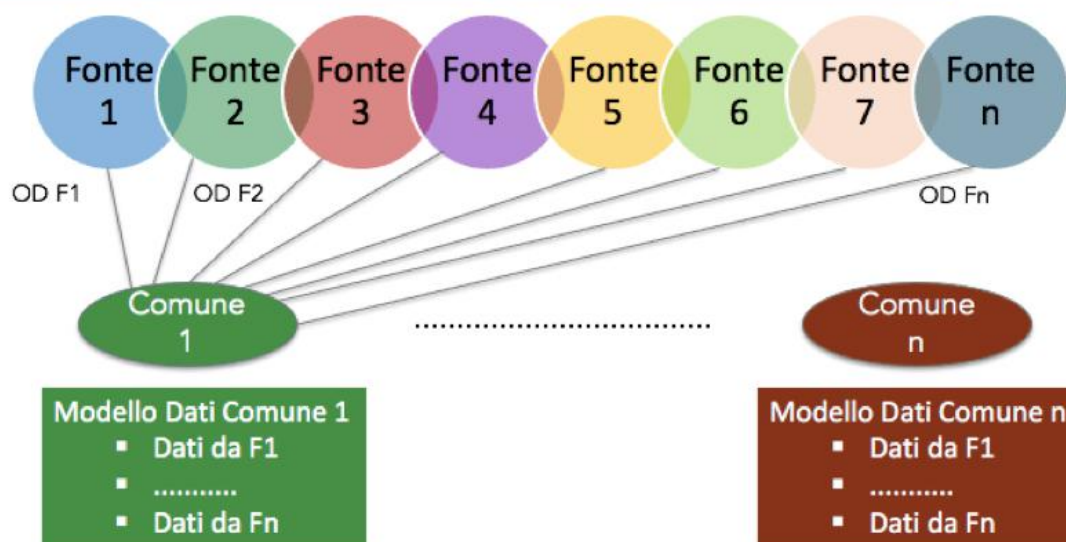 Fonte 1
Fonte 2
Fonte 3
Fonte 4
Fonte 5
Fonte 6
Fonte 7
Fonte n
OD F1
OD F2
OD Fn
Comune 1
Comune n
Modello Dati Comune 1
▪ Dati da F1
▪ ...........
▪ Dati da Fn
Modello Dati Comune n
▪ Dati da F1
▪ ...........
▪ Dati da Fn